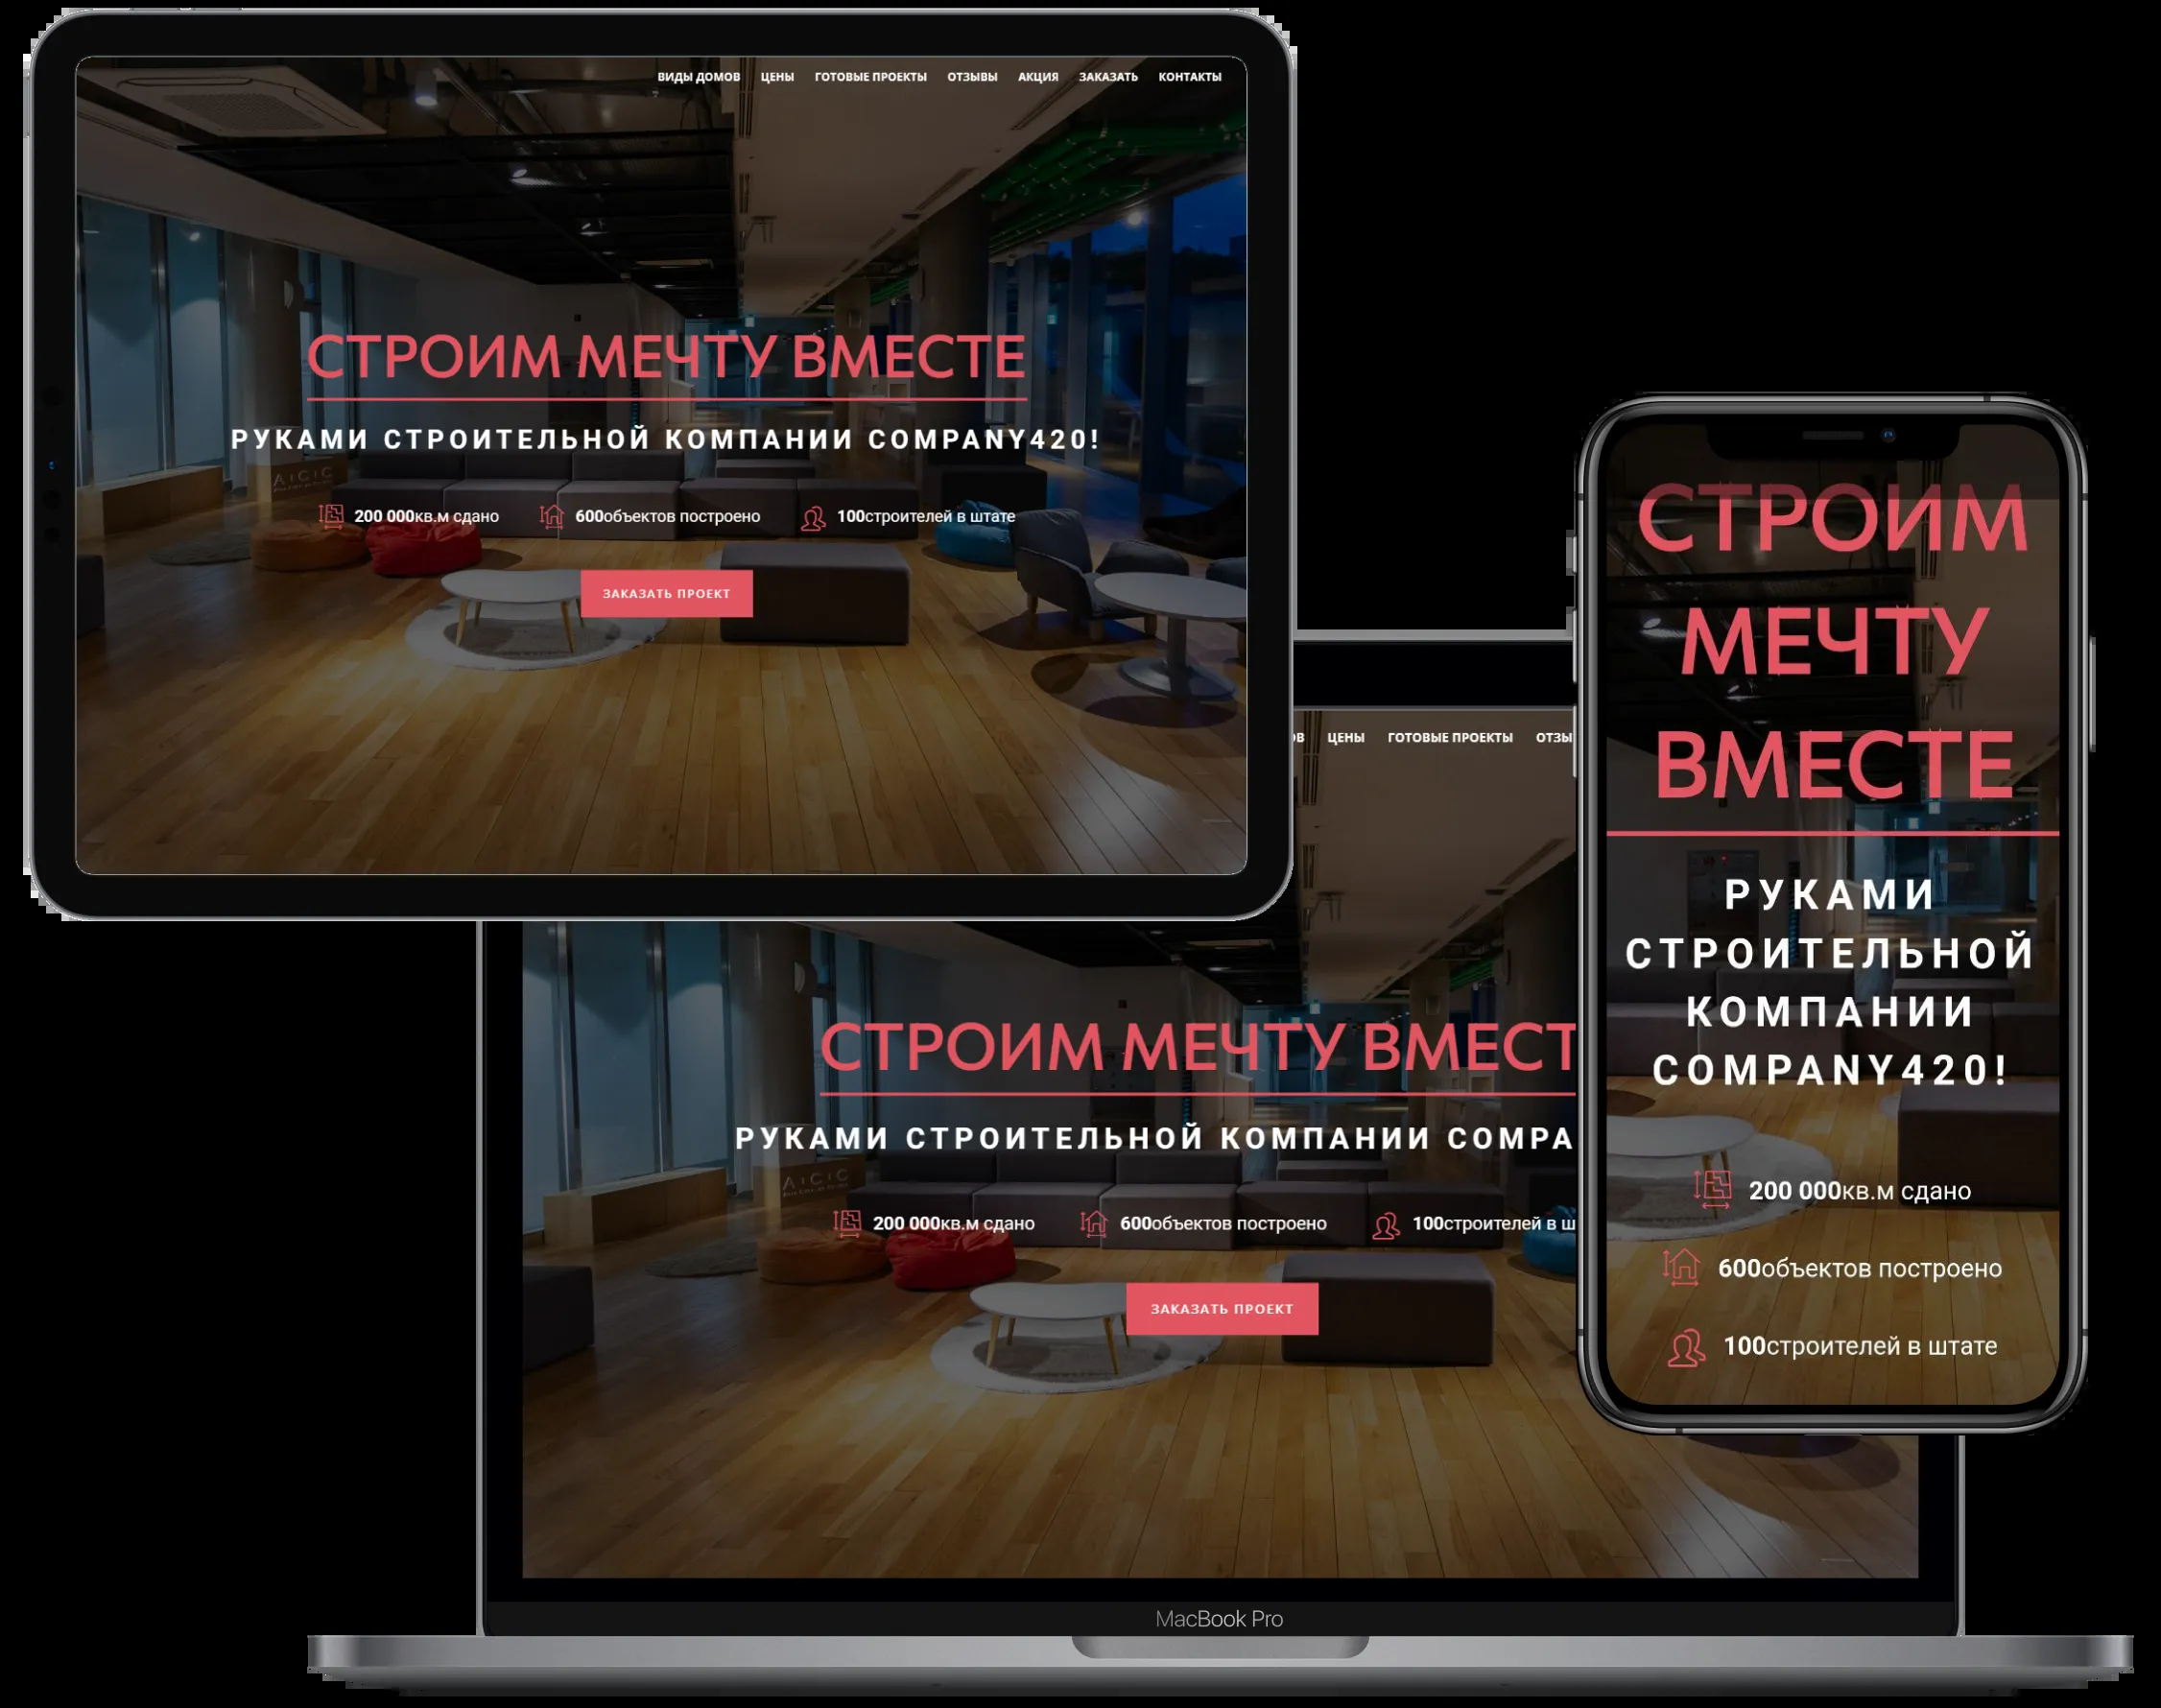 ВИДЫ ДОМОВ ЦЕНЫ ГОТОВЫЕ ПРОЕКТЫ ОТЗЫВЫ АКЦИЯ ЗАКАЗАТЬ КОНТАКТЫ
СТРОИМ МЕЧТУ ВМЕСТЕ
РУКАМИ СТРОИТЕЛЬНОЙ КОМПАНИИ COMPANY420!
A·C·C
200 000кв.м сдано 600объектов построено 100строителей в штате
ЗАКАЗАТЬ ПРОЕКТ
ОВ ЦЕНЫ ГОТОВЫЕ ПРОЕКТЫ ОТЗЫ
СТРОИМ МЕЧТУ ВМЕСТ
РУКАМИ СТРОИТЕЛЬНОЙ КОМПАНИИ COMPA
A·C·C
200 000кв.м сдано 600объектов построено 100строителей в ш
ЗАКАЗАТЬ ПРОЕКТ
MacBook Pro
СТРОИМ
МЕЧТУ
ВМЕСТЕ
РУКАМИ
СТРОИТЕЛЬНОЙ
КОМПАНИИ
COMPANY420!
200 000кв.м сдано
600объектов построено
100строителей в штате